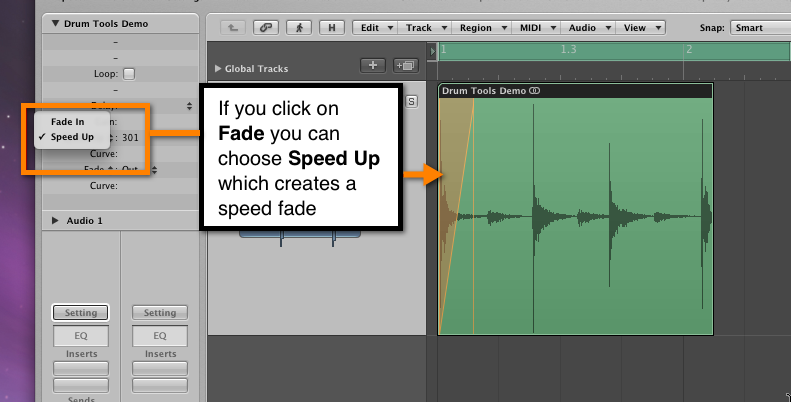 Drum Tools Demo
Edit
Track
Region
MIDI
Audio
View
Snap:
Smart
1
1.3
2
Loop:
Global Tracks
Delay:
Fade In
✓ Speed Up
301
Curve:
Fade
Out
Curve:
Audio 1
H
S
If you click on
Fade you can
choose Speed Up
which creates a
speed fade
Drum Tools Demo
Setting
Setting
EQ
EQ
Inserts
Inserts
Sends